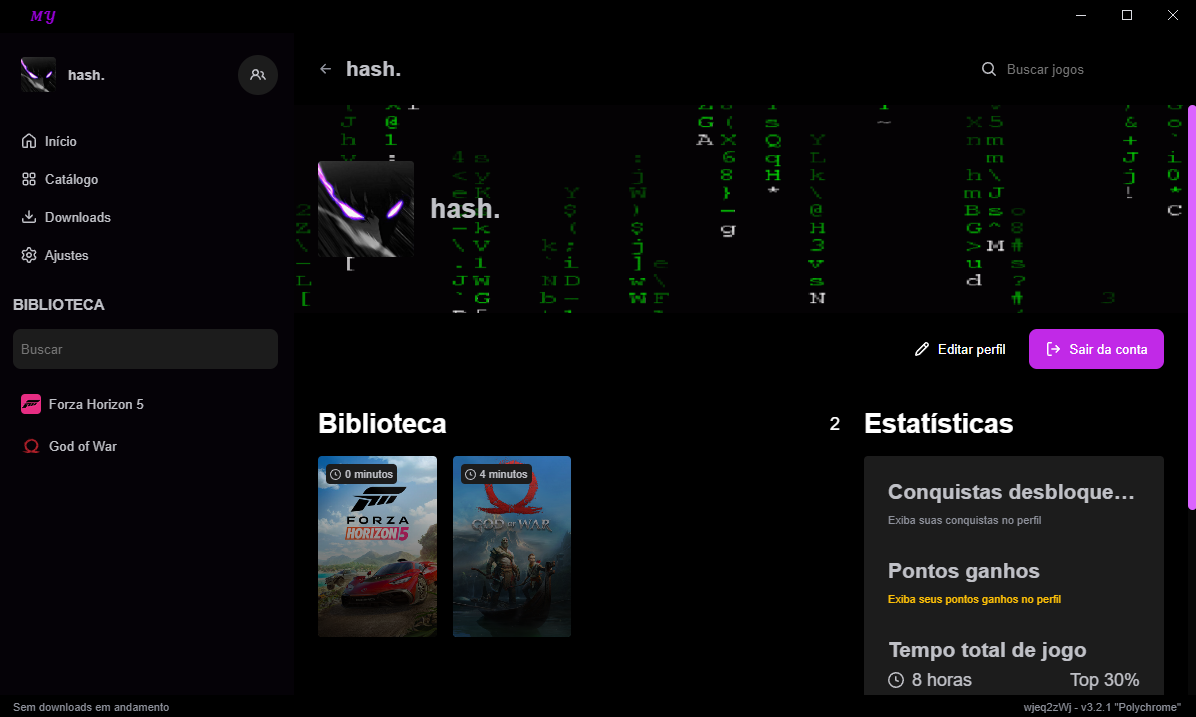 MY
hash.
Início
Catálogo
Downloads
Ajustes
BIBLIOTECA
Buscar
Forza Horizon 5
God of War
hash.
Buscar jogos
hash.
Editar perfil
Sair da conta
Biblioteca
2
0 minutos
FORZA
HORIZON 5
4 minutos
GOD OF WAR
Estatísticas
Conquistas desbloque...
Exiba suas conquistas no perfil
Pontos ganhos
Exiba seus pontos ganhos no perfil
Tempo total de jogo
8 horas
Top 30%
Sem downloads em andamento
wjeq2zWj - v3.2.1 "Polychrome"